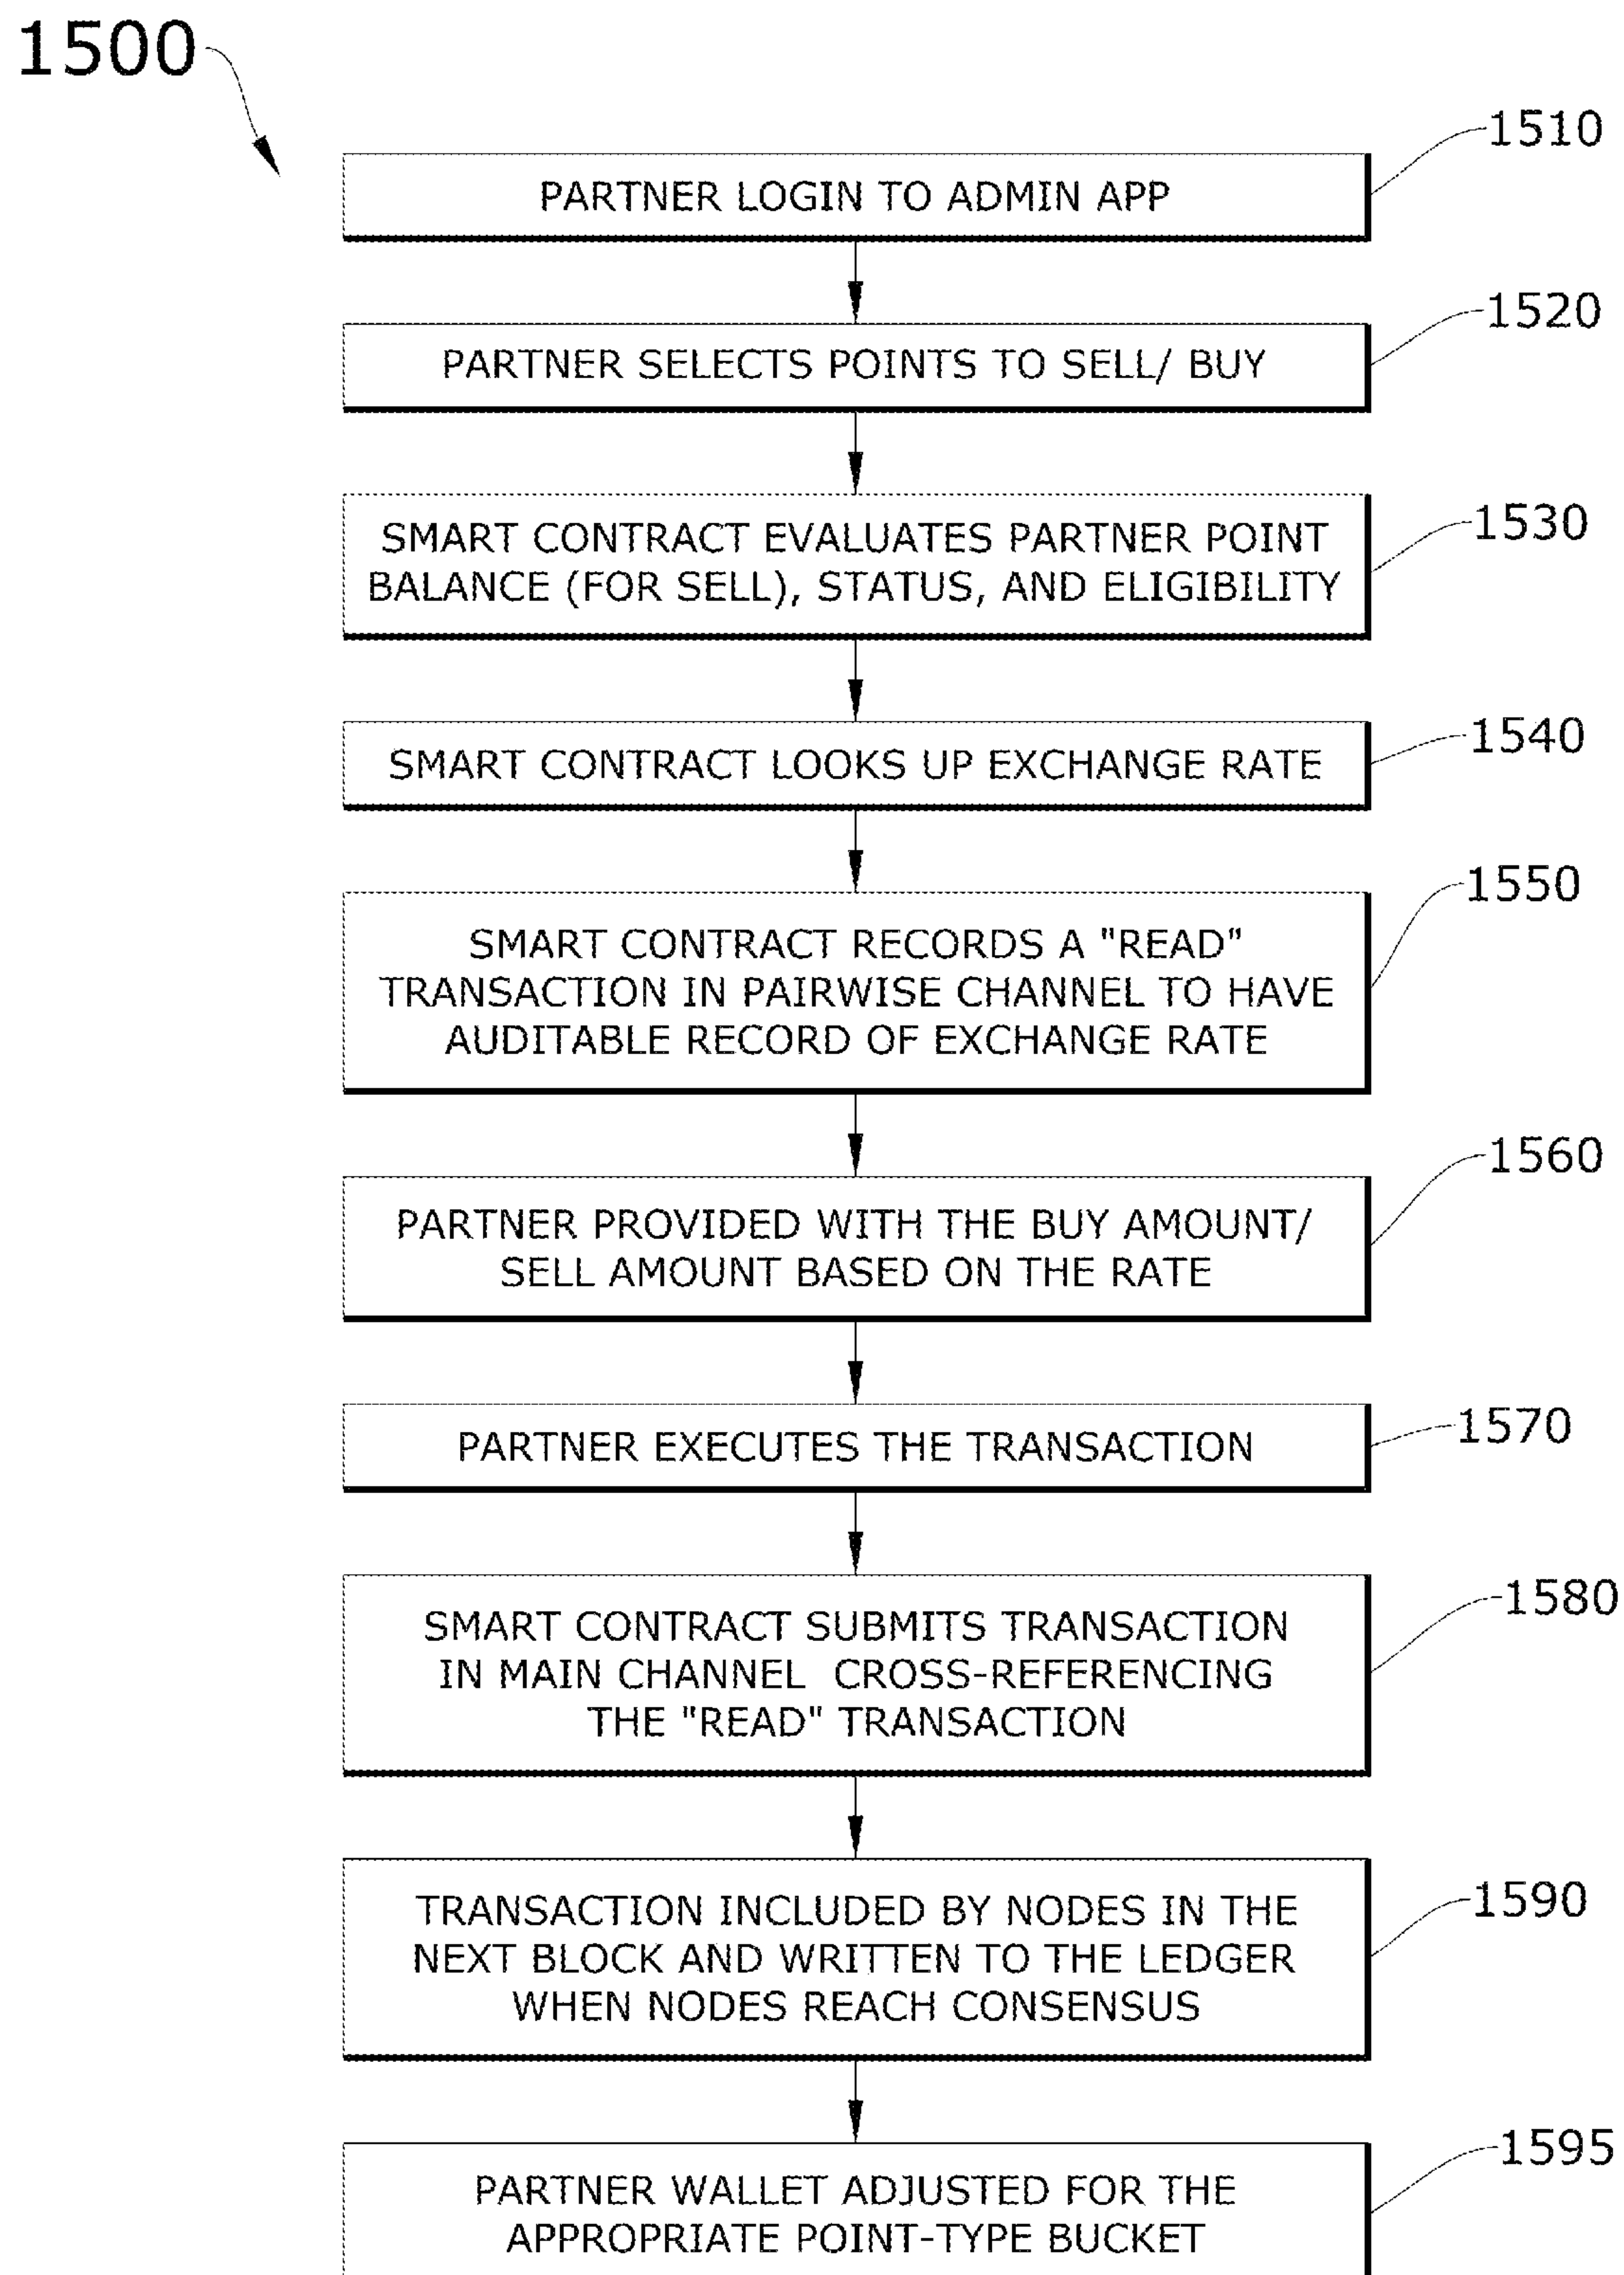 1500
1510
PARTNER LOGIN TO ADMIN APP
1520
PARTNER SELECTS POINTS TO SELL/ BUY
1530
SMART CONTRACT EVALUATES PARTNER POINT
BALANCE (FOR SELL), STATUS, AND ELIGIBILITY
1540
SMART CONTRACT LOOKS UP EXCHANGE RATE
1550
SMART CONTRACT RECORDS A "READ"
TRANSACTION IN PAIRWISE CHANNEL TO HAVE
AUDITABLE RECORD OF EXCHANGE RATE
1560
PARTNER PROVIDED WITH THE BUY AMOUNT/
SELL AMOUNT BASED ON THE RATE
1570
PARTNER EXECUTES THE TRANSACTION
1580
SMART CONTRACT SUBMITS TRANSACTION
IN MAIN CHANNEL CROSS-REFERENCING
THE "READ" TRANSACTION
1590
TRANSACTION INCLUDED BY NODES IN THE
NEXT BLOCK AND WRITTEN TO THE LEDGER
WHEN NODES REACH CONSENSUS
1595
PARTNER WALLET ADJUSTED FOR THE
APPROPRIATE POINT-TYPE BUCKET